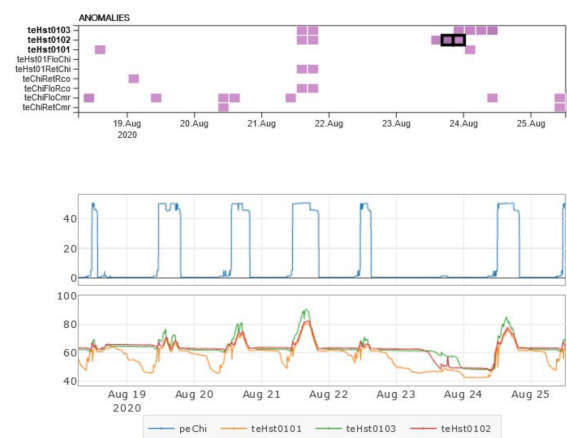 ANOMALIES
teHst0103
teHst0102
teHst0101
teHst01FloChi
teHst01RetChi
teChiRetRco
teChiFloRco
teChiFloCmr
teChiRetCmr
19.Aug 20.Aug 21.Aug 22.Aug 23.Aug 24.Aug 25.Aug
2020
40
20
0
100
80
60
40
Aug 19 Aug 20 Aug 21 Aug 22 Aug 23 Aug 24 Aug 25
2020
peChi teHst0101 teHst0103 teHst0102